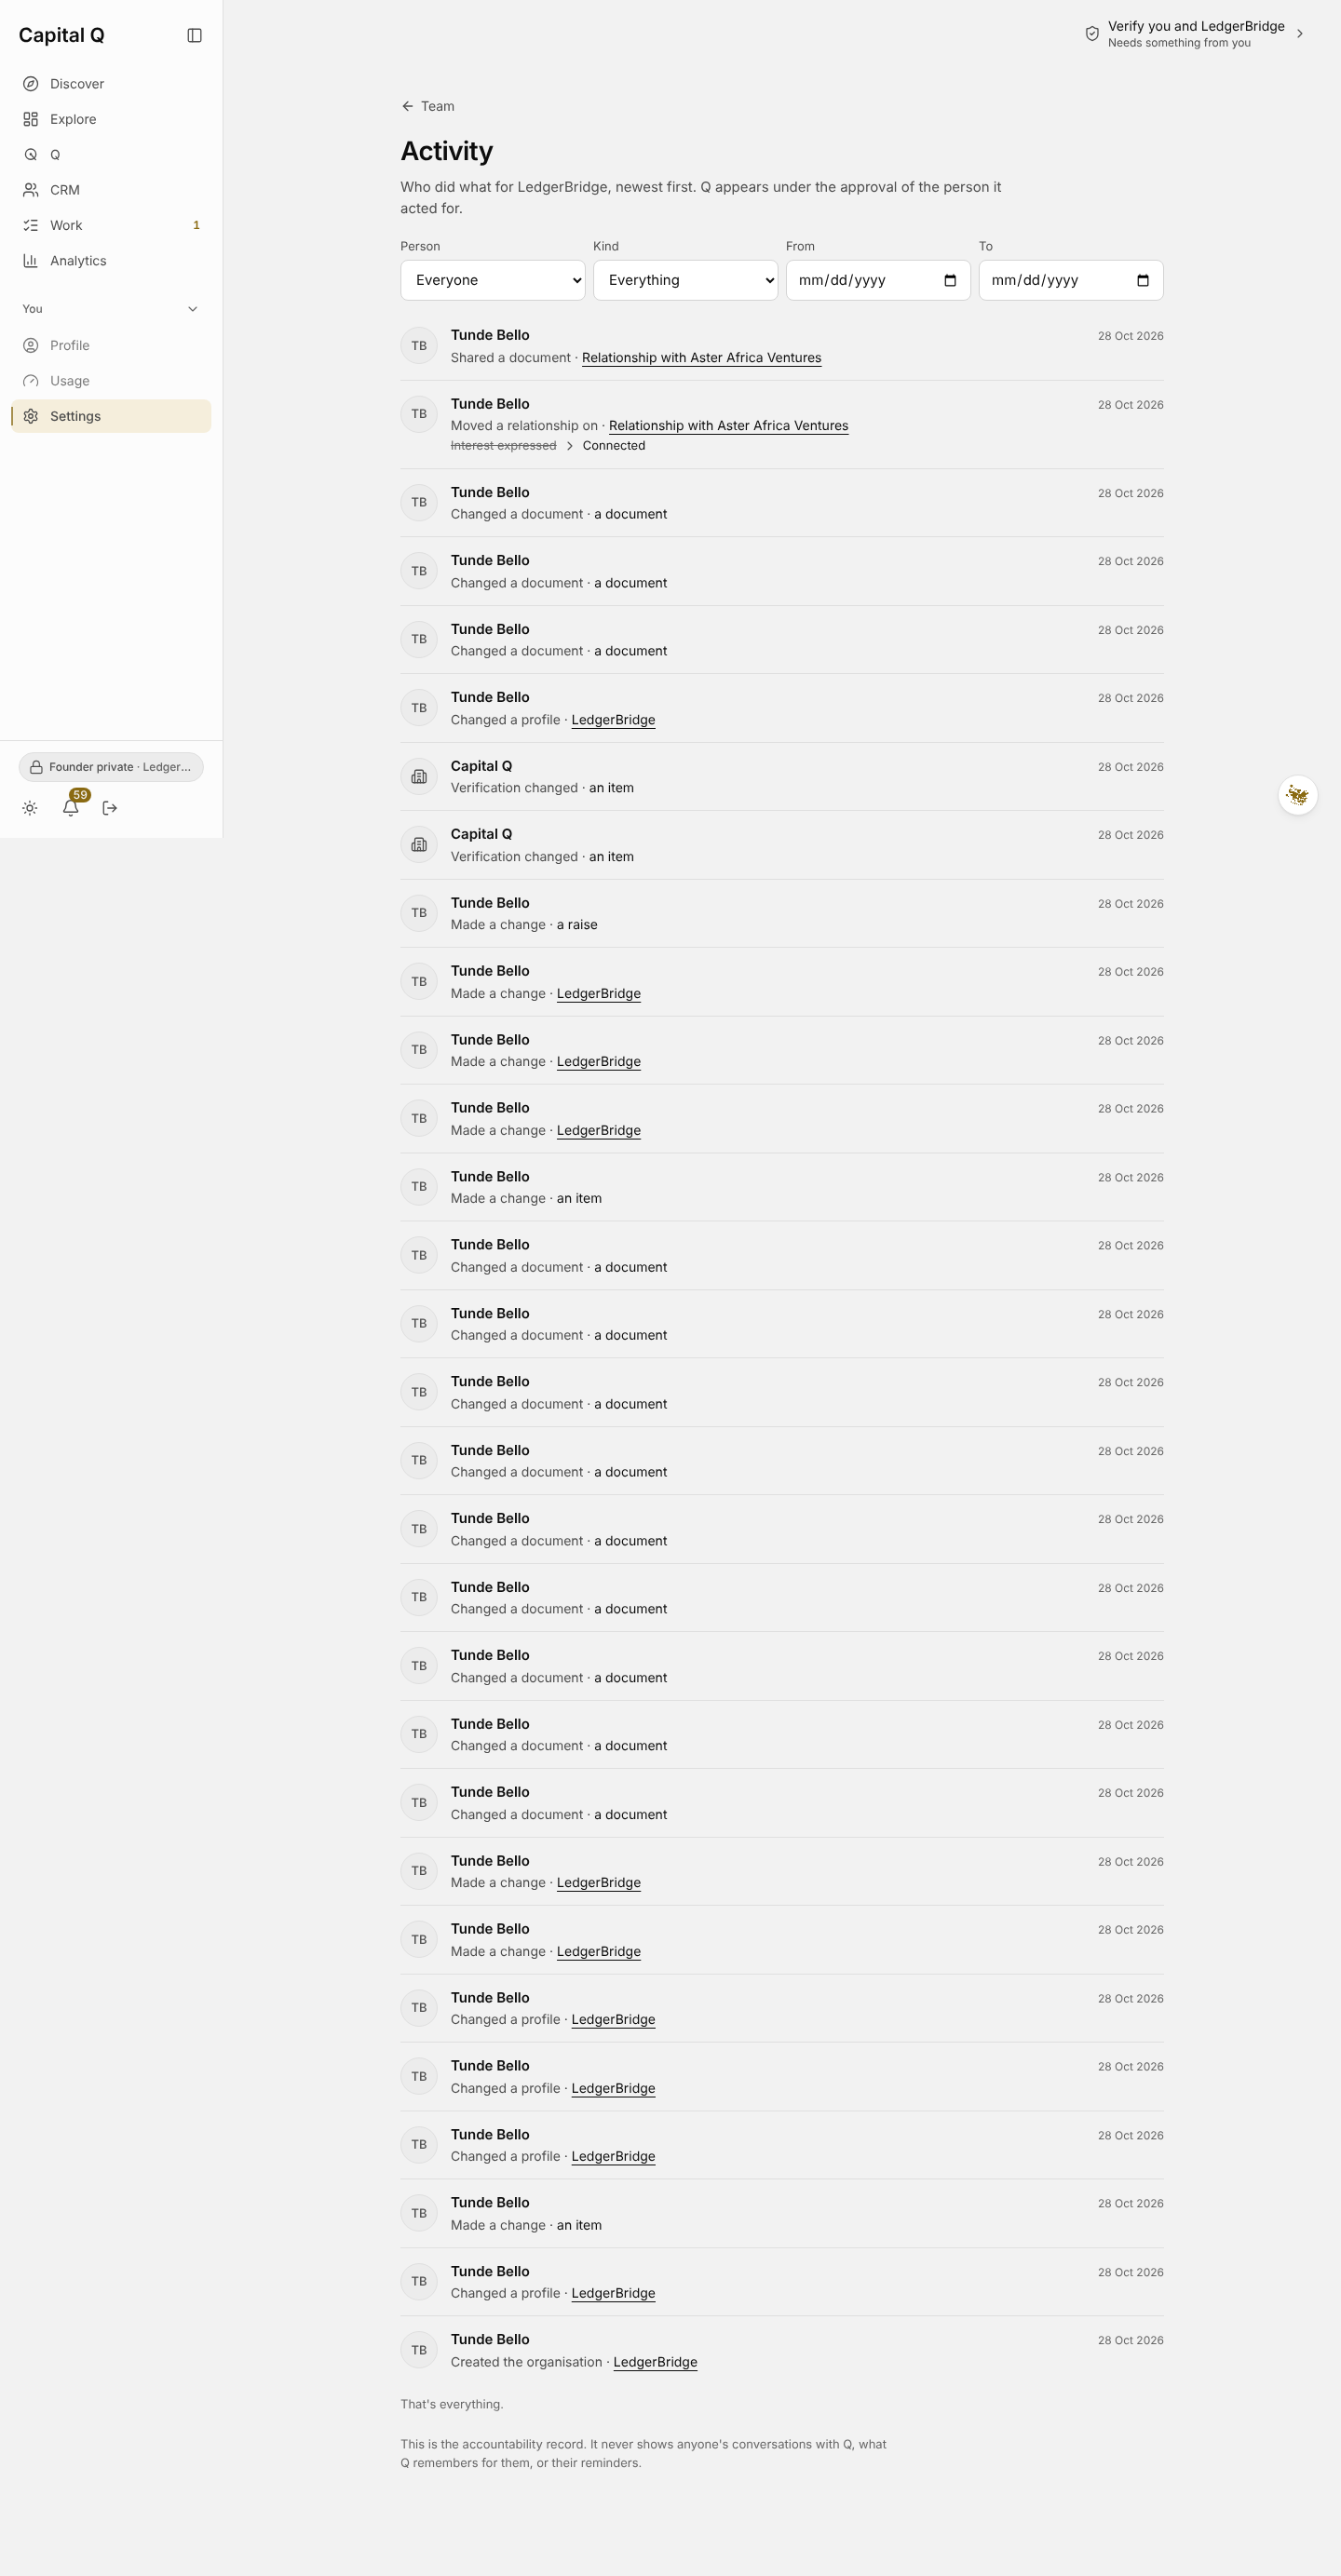 Capital Q
Discover
Explore
Q
CRM
Work 1
Analytics
You
Profile
Usage
Settings
Founder private · Ledger...
59
Verify you and LedgerBridge
Needs something from you
Team
Activity
Who did what for LedgerBridge, newest first. Q appears under the approval of the person it
acted for.
Person Kind From To
Everyone Everything mm/dd/yyyy mm/dd/yyyy
TB Tunde Bello 28 Oct 2026
Shared a document · Relationship with Aster Africa Ventures
TB Tunde Bello 28 Oct 2026
Moved a relationship on · Relationship with Aster Africa Ventures
Interest expressed > Connected
TB Tunde Bello 28 Oct 2026
Changed a document · a document
TB Tunde Bello 28 Oct 2026
Changed a document · a document
TB Tunde Bello 28 Oct 2026
Changed a document · a document
TB Tunde Bello 28 Oct 2026
Changed a profile · LedgerBridge
Capital Q 28 Oct 2026
Verification changed · an item
Capital Q 28 Oct 2026
Verification changed · an item
TB Tunde Bello 28 Oct 2026
Made a change · a raise
TB Tunde Bello 28 Oct 2026
Made a change · LedgerBridge
TB Tunde Bello 28 Oct 2026
Made a change · LedgerBridge
TB Tunde Bello 28 Oct 2026
Made a change · LedgerBridge
TB Tunde Bello 28 Oct 2026
Made a change · an item
TB Tunde Bello 28 Oct 2026
Changed a document · a document
TB Tunde Bello 28 Oct 2026
Changed a document · a document
TB Tunde Bello 28 Oct 2026
Changed a document · a document
TB Tunde Bello 28 Oct 2026
Changed a document · a document
TB Tunde Bello 28 Oct 2026
Changed a document · a document
TB Tunde Bello 28 Oct 2026
Changed a document · a document
TB Tunde Bello 28 Oct 2026
Changed a document · a document
TB Tunde Bello 28 Oct 2026
Changed a document · a document
TB Tunde Bello 28 Oct 2026
Changed a document · a document
TB Tunde Bello 28 Oct 2026
Made a change · LedgerBridge
TB Tunde Bello 28 Oct 2026
Made a change · LedgerBridge
TB Tunde Bello 28 Oct 2026
Changed a profile · LedgerBridge
TB Tunde Bello 28 Oct 2026
Changed a profile · LedgerBridge
TB Tunde Bello 28 Oct 2026
Changed a profile · LedgerBridge
TB Tunde Bello 28 Oct 2026
Made a change · an item
TB Tunde Bello 28 Oct 2026
Changed a profile · LedgerBridge
TB Tunde Bello 28 Oct 2026
Created the organisation · LedgerBridge
That's everything.
This is the accountability record. It never shows anyone's conversations with Q, what
Q remembers for them, or their reminders.